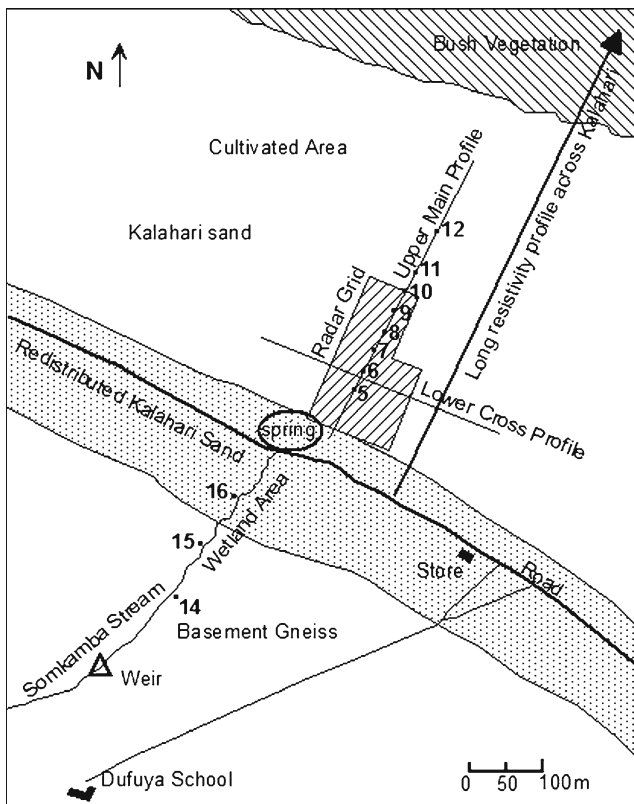 Bush Vegetation
N
Cultivated Area
Upper Main Profile
Kalahari sand
12
Long resistivity profile across Kalahari
11
10
Radar Grid
9
8
7
6
5
Lower Cross Profile
Redistributed Kalahari Sand
spring
16
Wetland Area
15
Store
Road
14
Somkamba Stream
Basement Gneiss
Weir
Dufuya School
0 50 100m